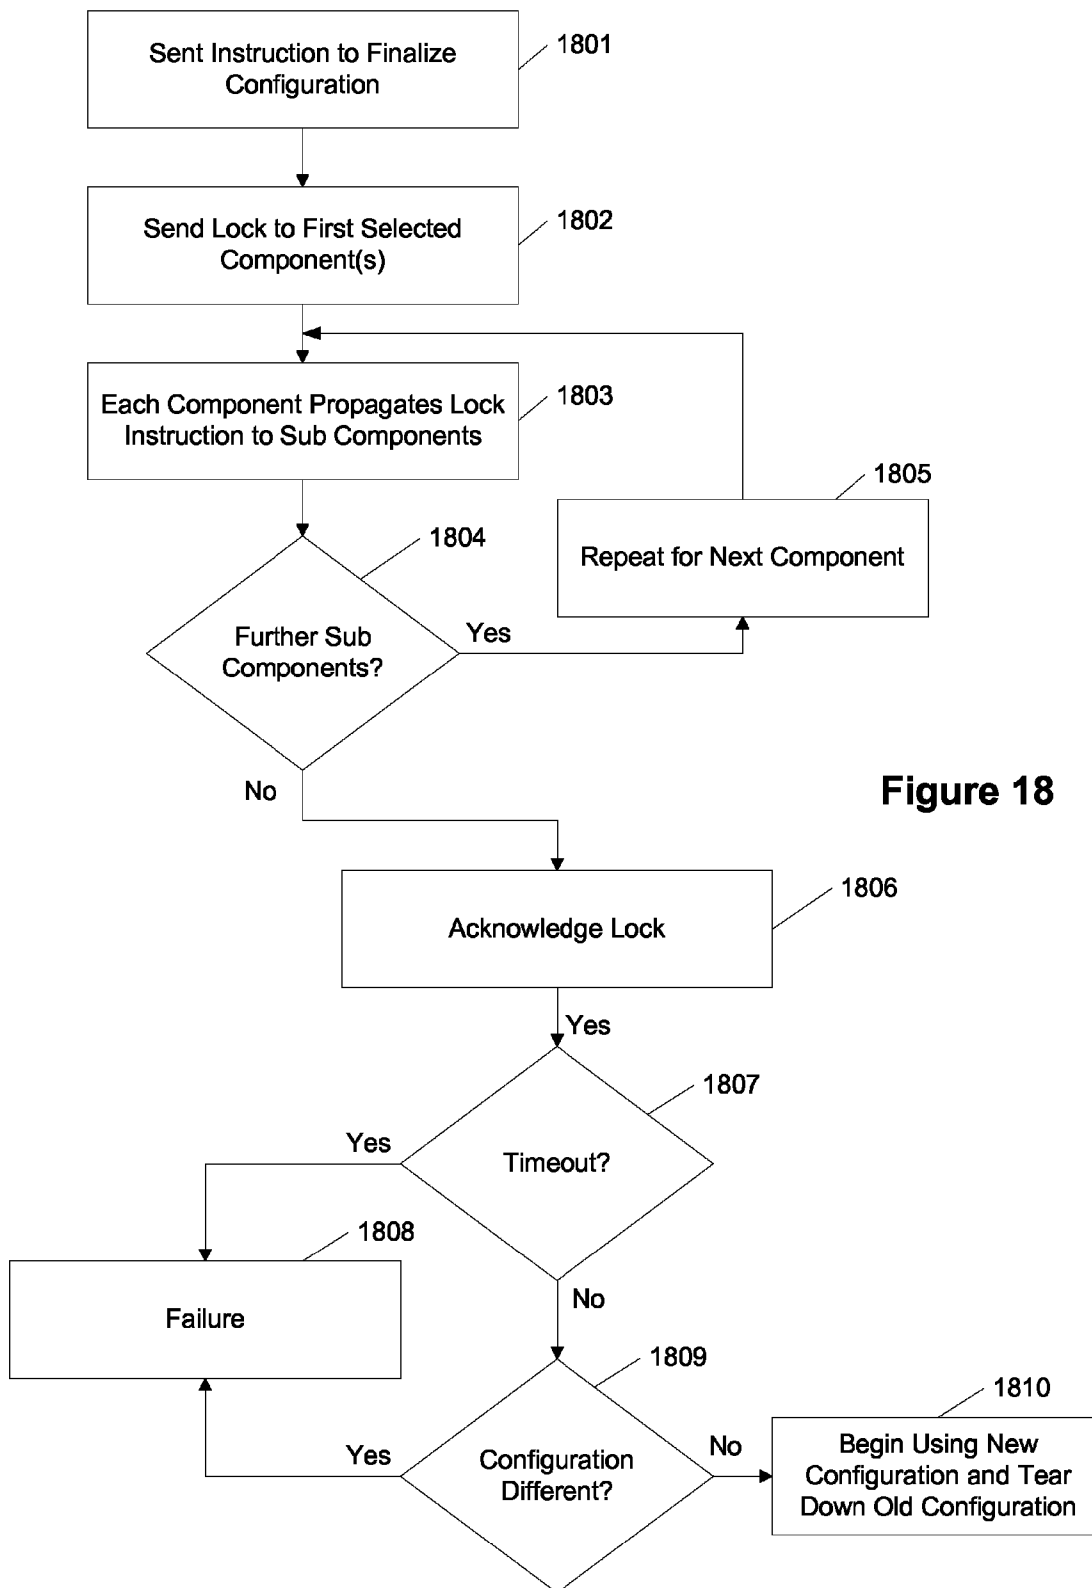 Sent Instruction to Finalize
Configuration
1801
Send Lock to First Selected
Component(s)
1802
Each Component Propagates Lock
Instruction to Sub Components
1803
1804
Further Sub
Components?
Yes
1805
Repeat for Next Component
No
Figure 18
Acknowledge Lock
1806
Yes
1807
Timeout?
Yes
1808
Failure
No
1809
Configuration
Different?
Yes
No
1810
Begin Using New
Configuration and Tear
Down Old Configuration